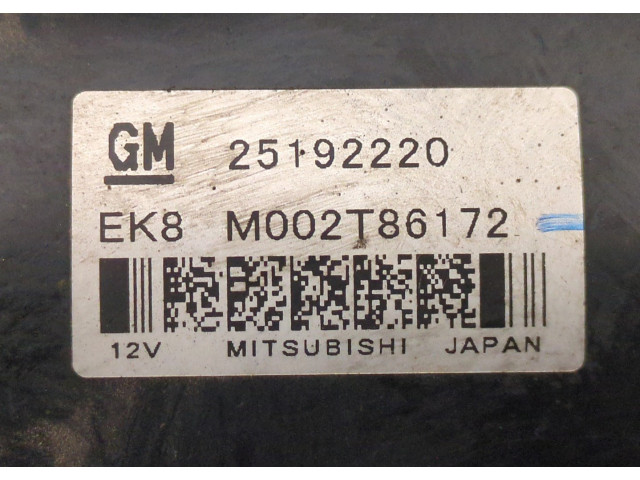 GM 25192220
EK8 M002T86172
12V MITSUBISHI JAPAN